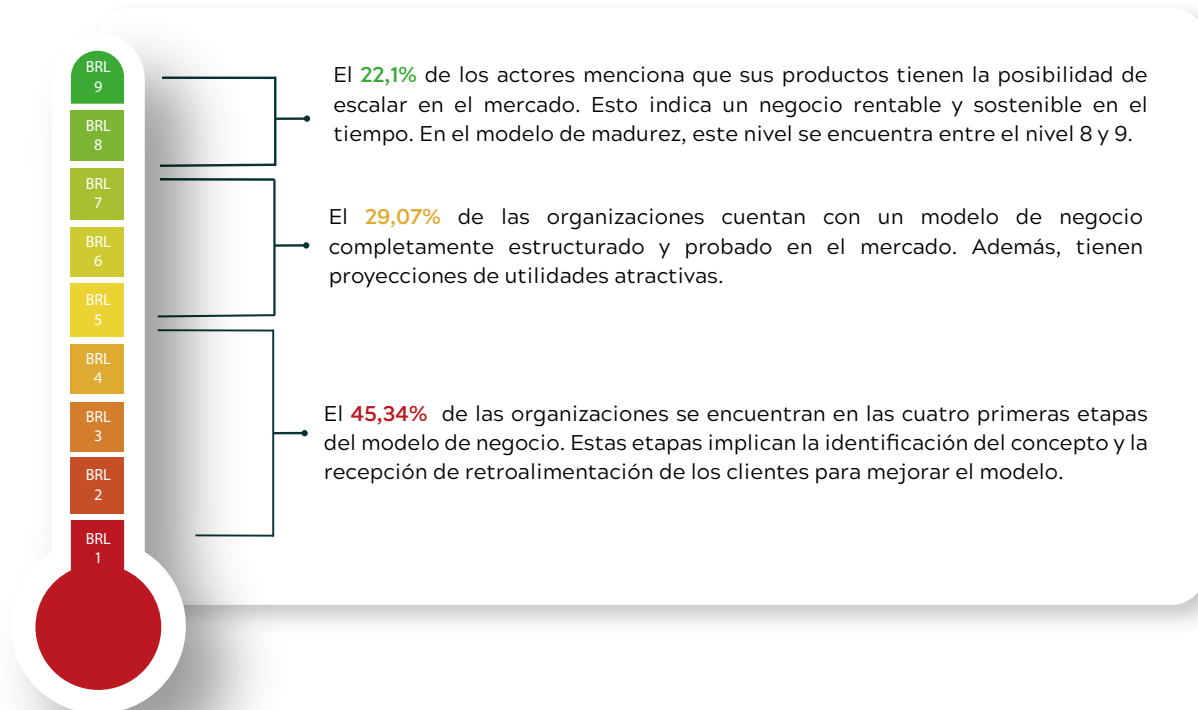 BRL
9
BRL
8
BRL
7
BRL
6
BRL
5
BRL
4
BRL
3
BRL
2
BRL
1
El 22,1% de los actores menciona que sus productos tienen la posibilidad de
escalar en el mercado. Esto indica un negocio rentable y sostenible en el
tiempo. En el modelo de madurez, este nivel se encuentra entre el nivel 8 y 9.
El 29,07% de las organizaciones cuentan con un modelo de negocio
completamente estructurado y probado en el mercado. Además, tienen
proyecciones de utilidades atractivas.
El 45,34% de las organizaciones se encuentran en las cuatro primeras etapas
del modelo de negocio. Estas etapas implican la identificación del concepto y la
recepción de retroalimentación de los clientes para mejorar el modelo.